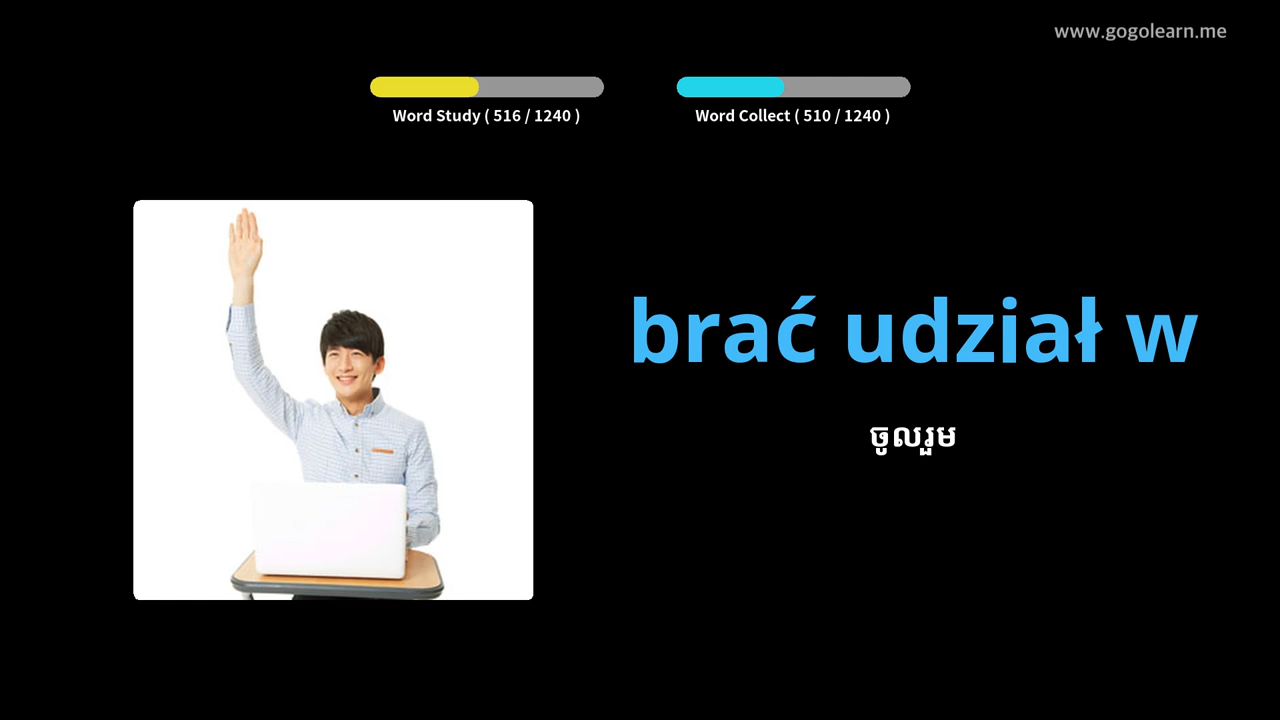 www.gogolearn.me
Word Study ( 516 / 1240 )
Word Collect ( 510 / 1240 )
brać udział w
ចូលរួម